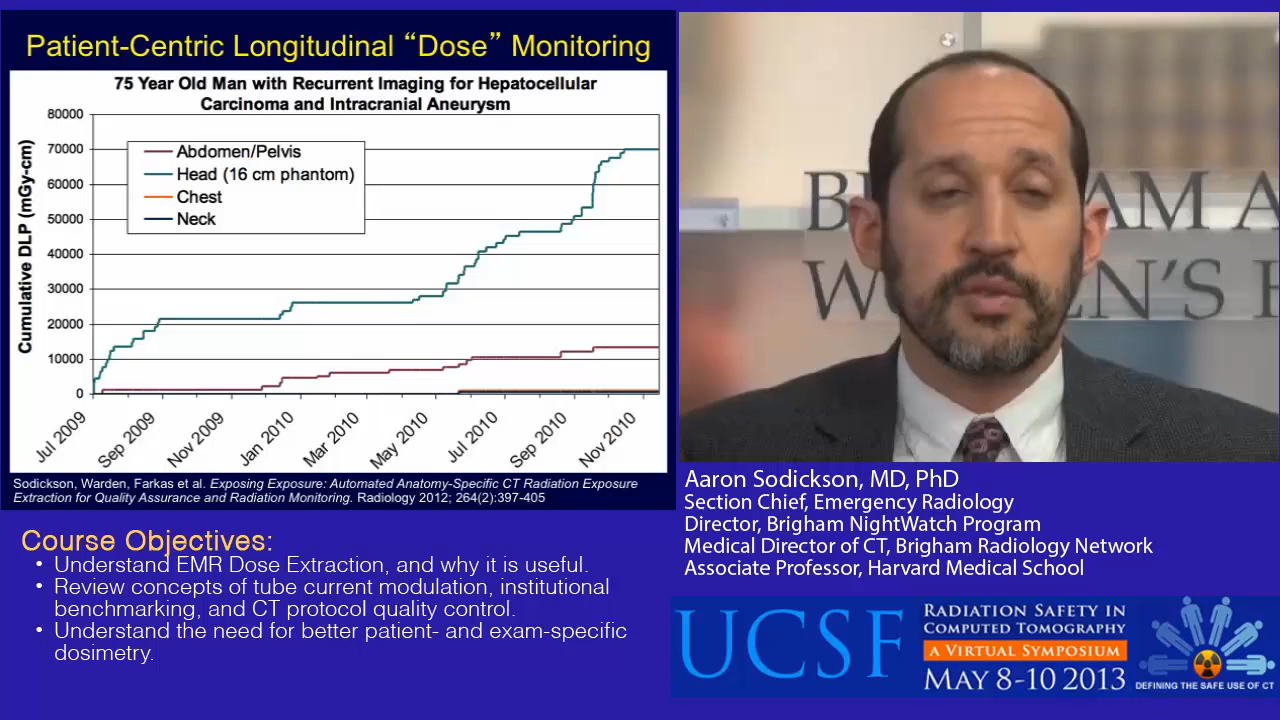 Patient-Centric Longitudinal “Dose” Monitoring
75 Year Old Man with Recurrent Imaging for Hepatocellular
Carcinoma and Intracranial Aneurysm
Cumulative DLP (mGy-cm)
80000
70000
60000
50000
40000
30000
20000
10000
0
Abdomen/Pelvis
Head (16 cm phantom)
Chest
Neck
Jul 2009
Sep 2009
Nov 2009
Jan 2010
Mar 2010
May 2010
Jul 2010
Sep 2010
Nov 2010
Sodickson, Warden, Farkas et al. Exposing Exposure: Automated Anatomy-Specific CT Radiation Exposure
Extraction for Quality Assurance and Radiation Monitoring. Radiology 2012; 264(2):397-405
Course Objectives:
• Understand EMR Dose Extraction, and why it is useful.
• Review concepts of tube current modulation, institutional
benchmarking, and CT protocol quality control.
• Understand the need for better patient- and exam-specific
dosimetry.
Aaron Sodickson, MD, PhD
Section Chief, Emergency Radiology
Director, Brigham NightWatch Program
Medical Director of CT, Brigham Radiology Network
Associate Professor, Harvard Medical School
UCSF
RADIATION SAFETY IN
COMPUTED TOMOGRAPHY
A VIRTUAL SYMPOSIUM
MAY 8-10 2013
DEFINING THE SAFE USE OF CT